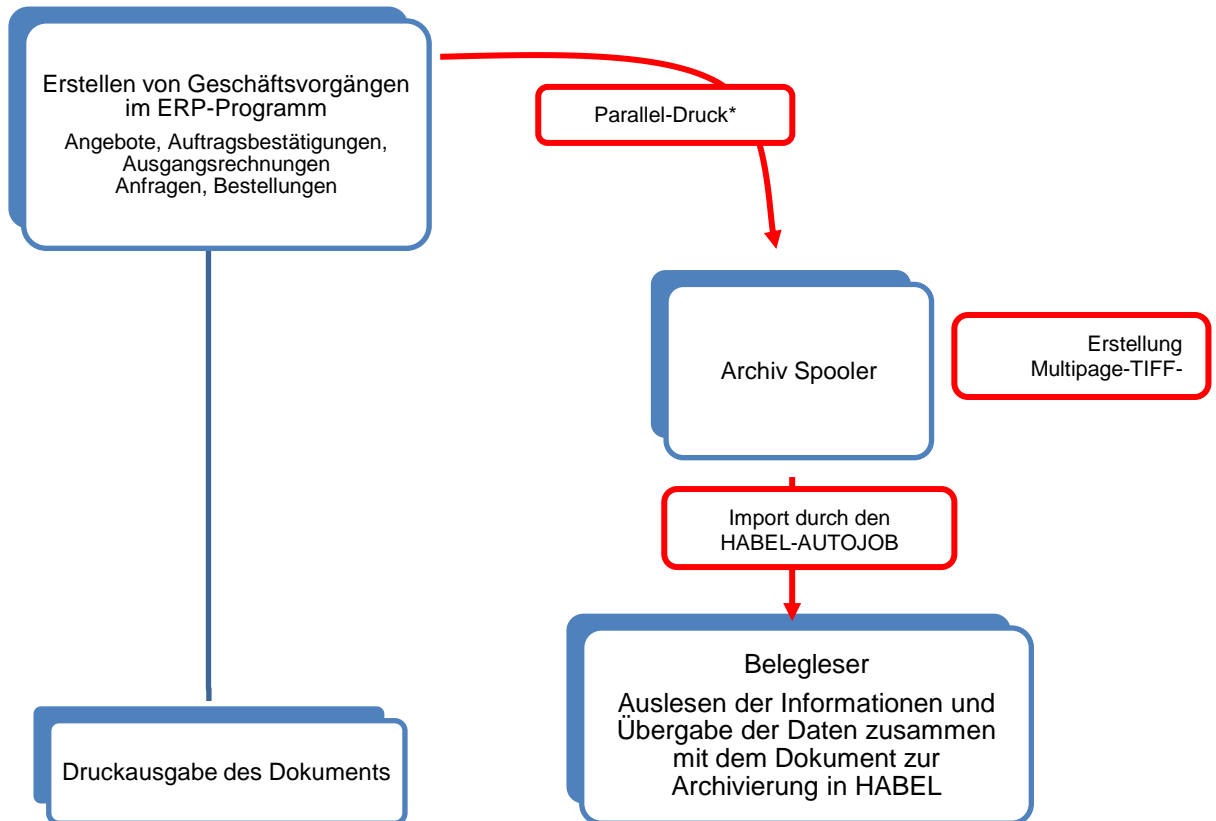 Erstellen von Geschäftsvorgängen
im ERP-Programm
Angebote, Auftragsbestätigungen,
Ausgangsrechnungen
Anfragen, Bestellungen
Parallel-Druck*
Archiv Spooler
Erstellung
Multipage-TIFF-
Import durch den
HABEL-AUTOJOB
Belegleser
Auslesen der Informationen und
Übergabe der Daten zusammen
mit dem Dokument zur
Archivierung in HABEL
Druckausgabe des Dokuments